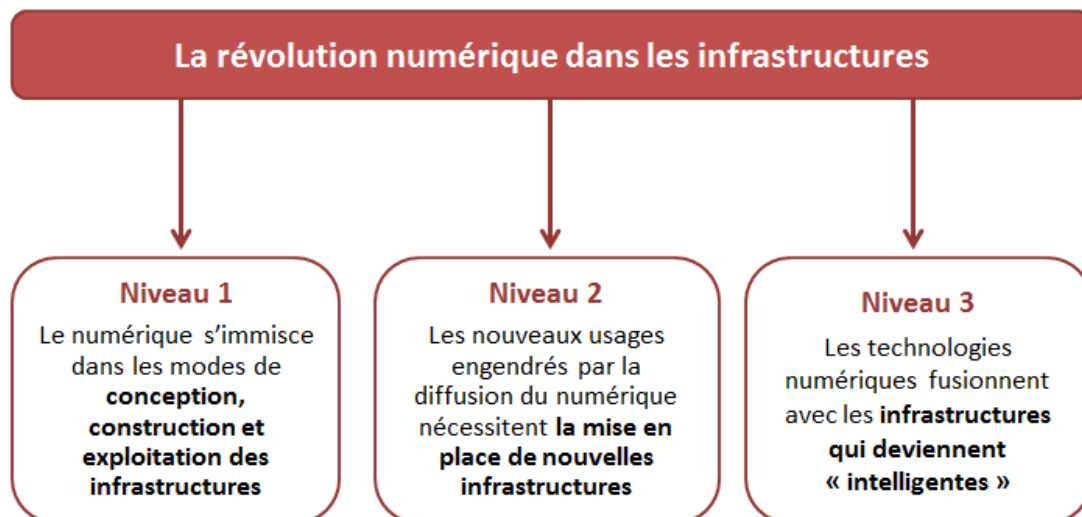 La révolution numérique dans les infrastructures
Niveau 1
Le numérique s’immisce
dans les modes de
conception,
construction et
exploitation des
infrastructures
Niveau 2
Les nouveaux usages
engendrés par la
diffusion du numérique
nécessitent la mise en
place de nouvelles
infrastructures
Niveau 3
Les technologies
numériques fusionnent
avec les infrastructures
qui deviennent
« intelligentes »